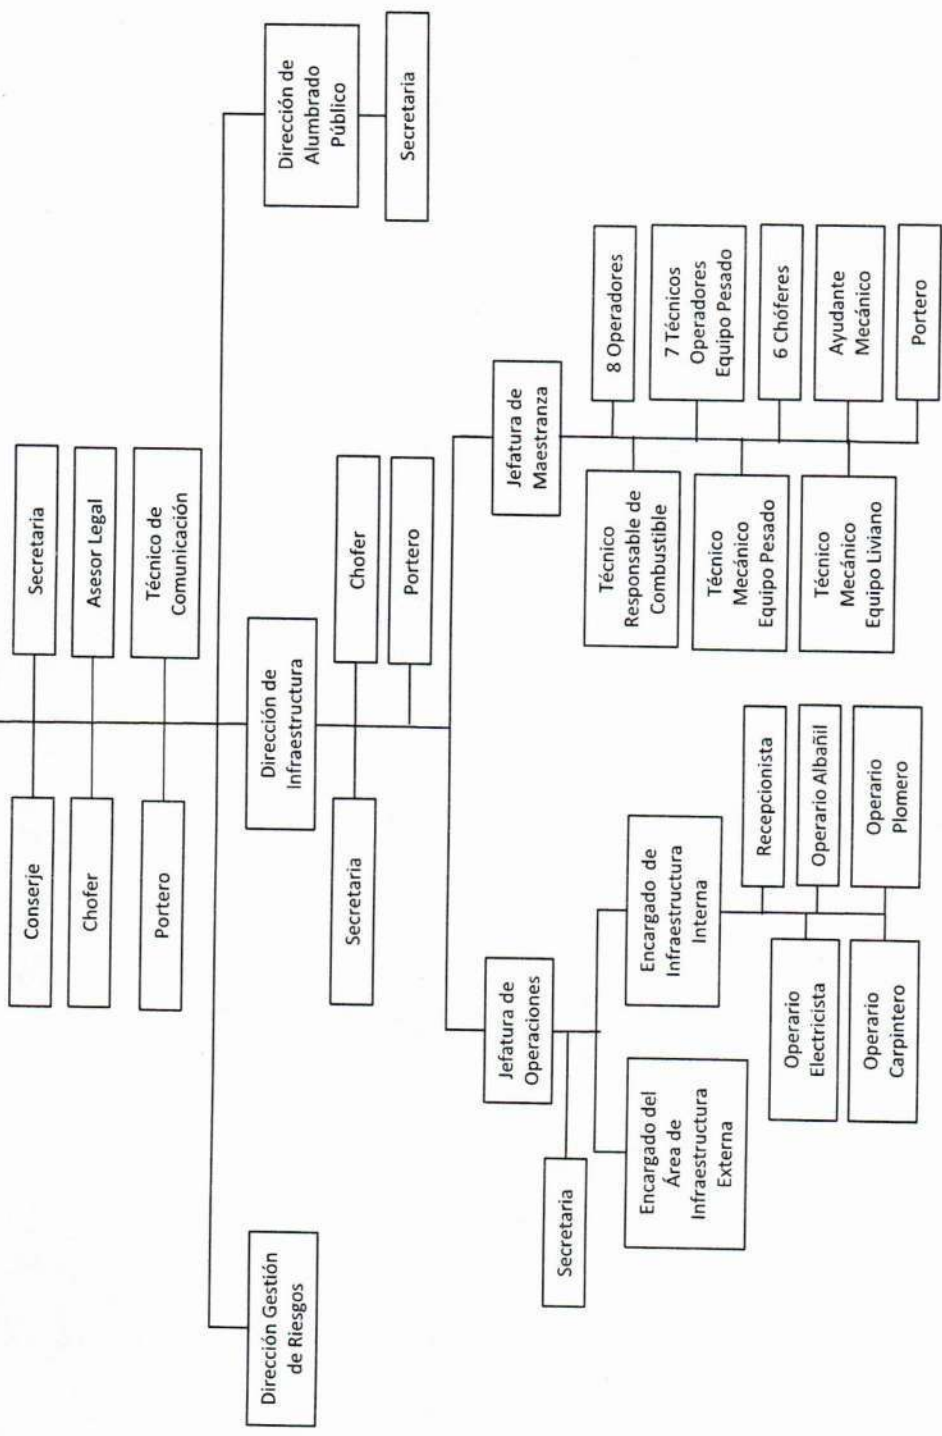 Conserje
Secretaria
Chofer
Asesor Legal
Portero
Técnico de
Comunicación
Dirección Gestión
de Riesgos
Dirección de
Infraestructura
Dirección de
Alumbrado
Público
Secretaria
Secretaria
Chofer
Portero
Jefatura de
Operaciones
Jefatura de
Maestranza
Secretaria
Encargado del
Área de
Infraestructura
Externa
Encargado de
Infraestructura
Interna
Recepcionista
Operario
Electricista
Operario Albañil
Operario
Carpintero
Operario
Plomero
8 Operadores
Técnico
Responsable de
Combustible
7 Técnicos
Operadores
Equipo Pesado
Técnico
Mecánico
Equipo Pesado
6 Chóferes
Técnico
Mecánico
Equipo Liviano
Ayudante
Mecánico
Portero